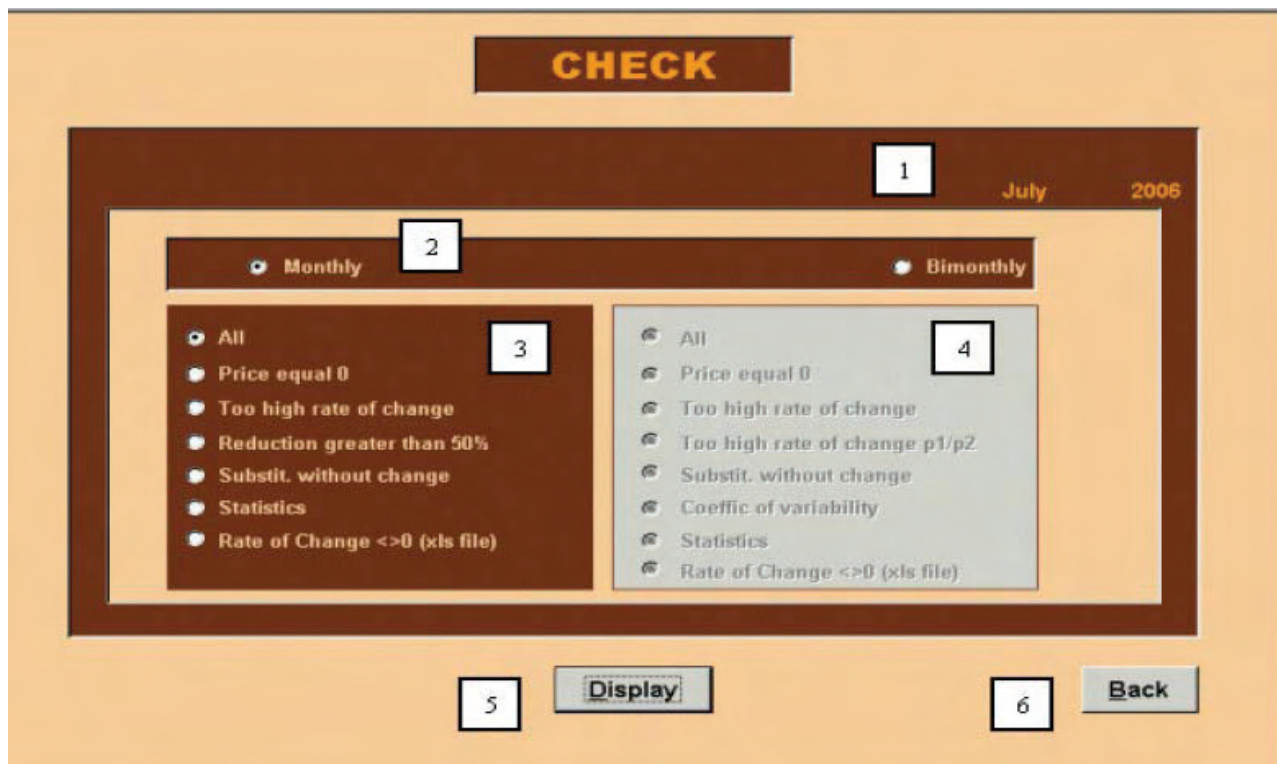 CHECK
1
July 2006
2
Monthly Bimonthly
3
All
Price equal 0
Too high rate of change
Reduction greater than 50%
Substit. without change
Statistics
Rate of Change <>0 (xls file)
4
All
Price equal 0
Too high rate of change
Too high rate of change p1/p2
Substit. without change
Coeffic of variability
Statistics
Rate of Change <>0 (xls file)
5
Display
6
Back